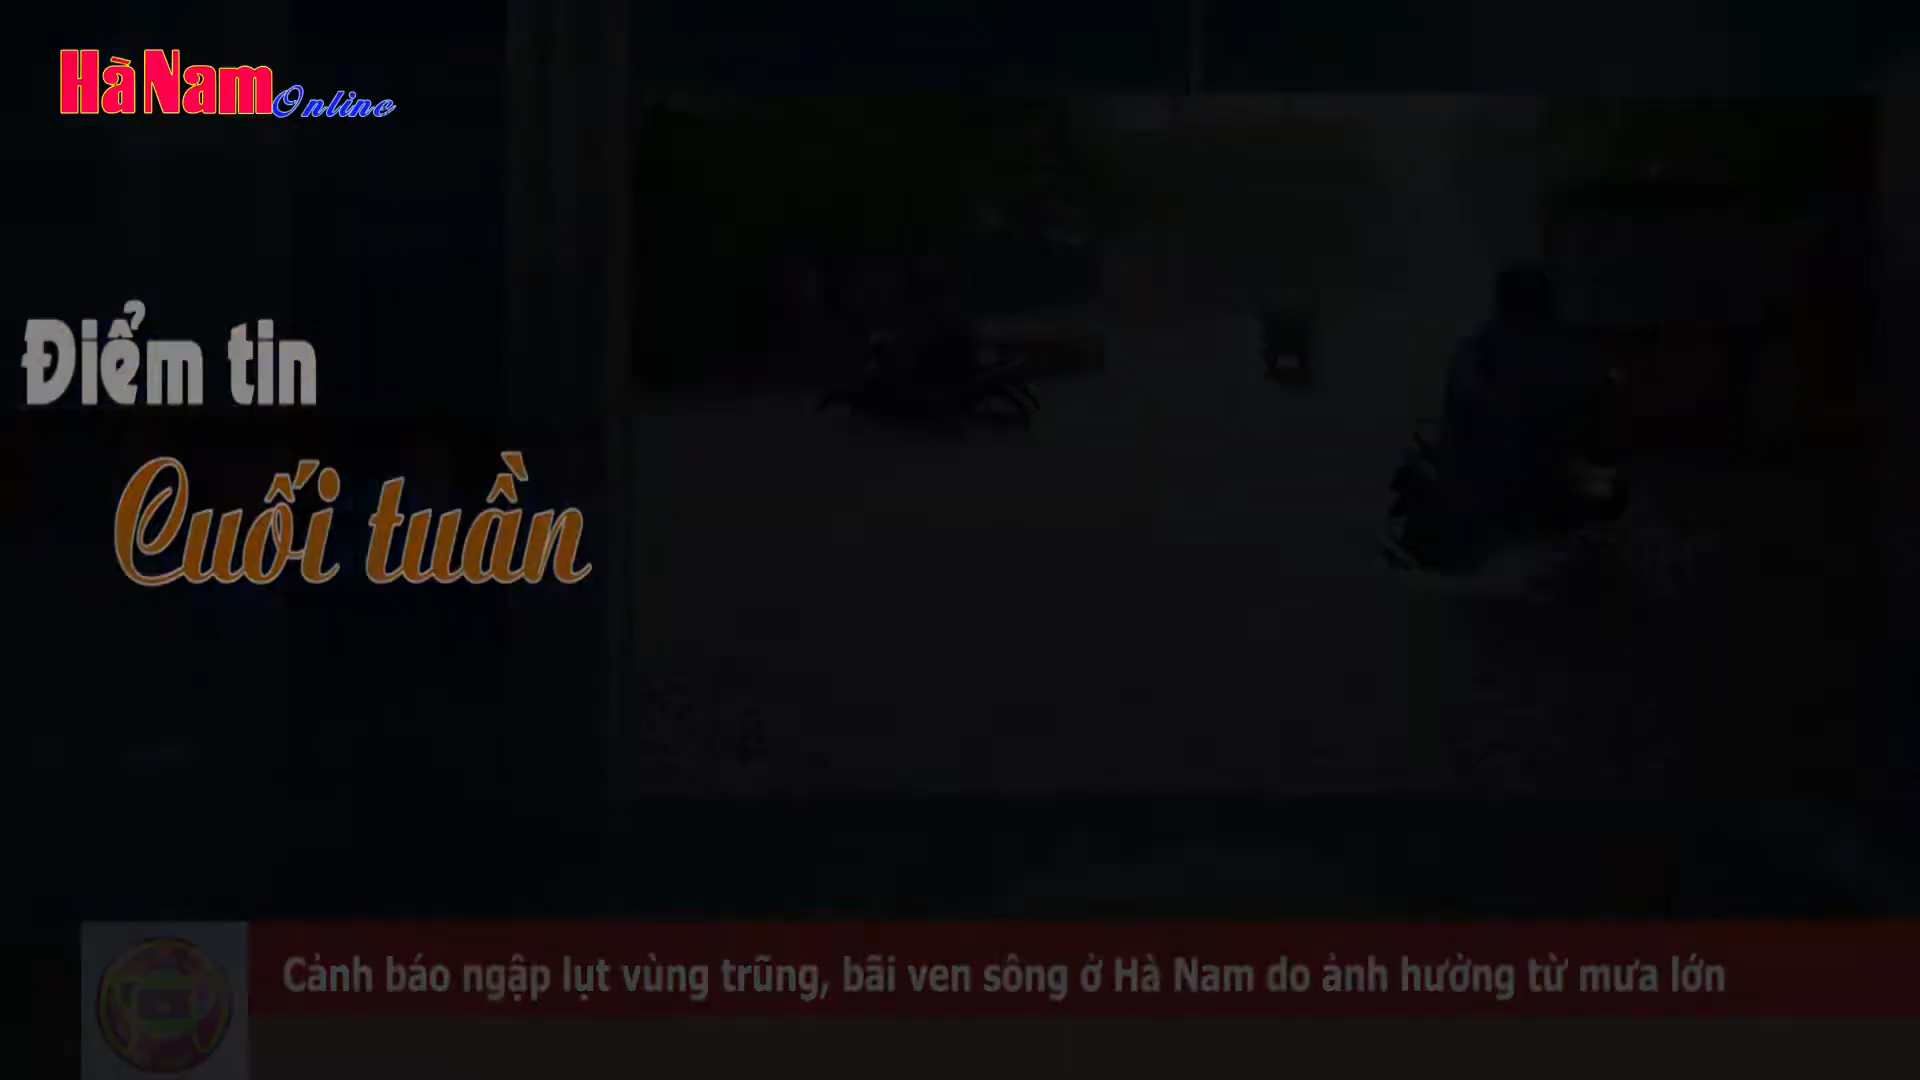 Hà Nam Online
Điểm tin
Cuối tuần
Cảnh báo ngập lụt vùng trũng, bãi ven sông ở Hà Nam do ảnh hưởng từ mưa lớn